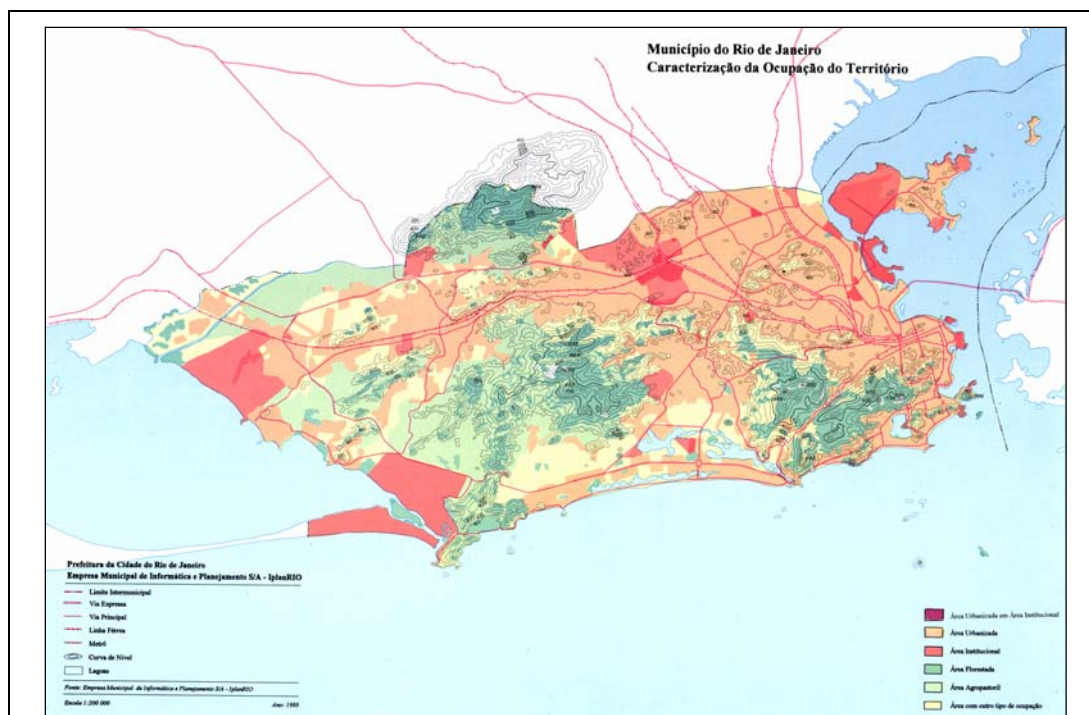 Município do Rio de Janeiro
Caracterização da Ocupação do Território
Prefeitura da Cidade do Rio de Janeiro
Empresa Municipal de Informática e Planejamento S/A - IplanRIO
Limite Intermunicipal
Via Expressa
Via Principal
Linha Férrea
Metrô
Curva de Nível
Lagoas
Fonte: Empresa Municipal de Informática e Planejamento S/A - IplanRIO
Escala 1:200 000
Área Urbanizada em Área Institucional
Área Urbanizada
Área Institucional
Área Florestada
Área Agropastoril
Área com outro tipo de ocupação